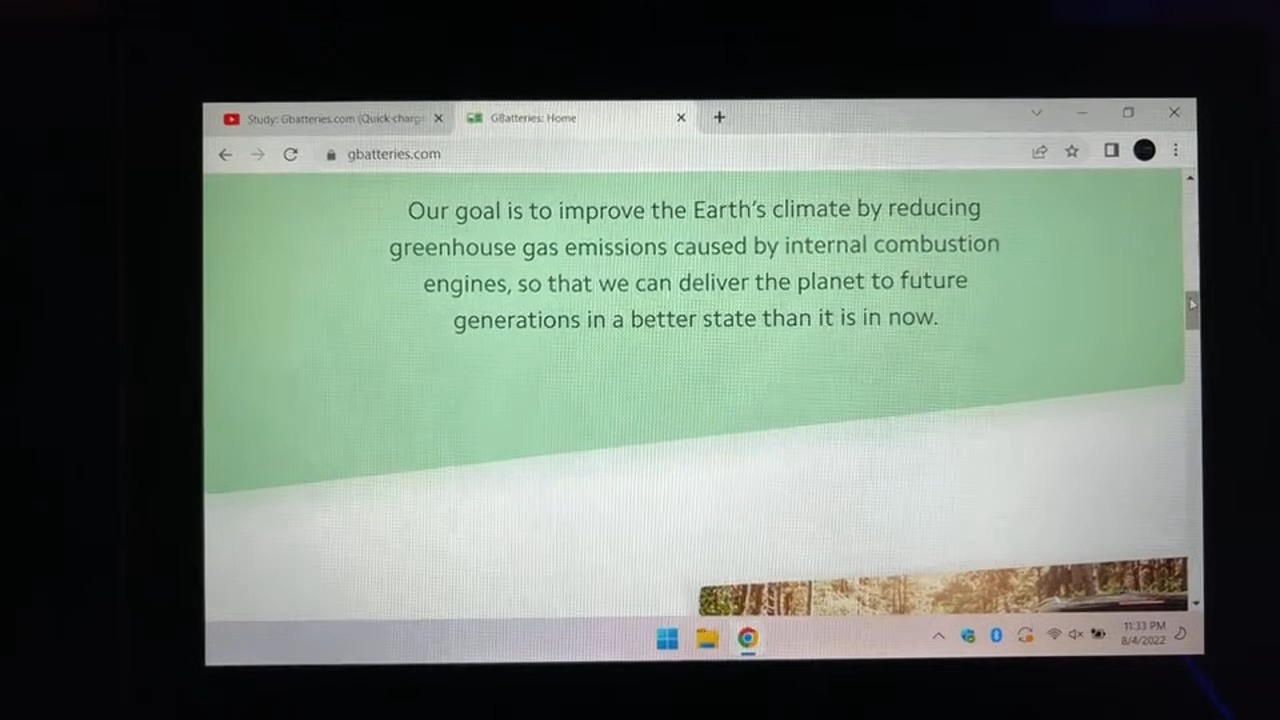 Study: Gbatteries.com (Quick charg
GBatteries: Home
gbatteries.com
Our goal is to improve the Earth's climate by reducing
greenhouse gas emissions caused by internal combustion
engines, so that we can deliver the planet to future
generations in a better state than it is in now.
11:33 PM
8/4/2022